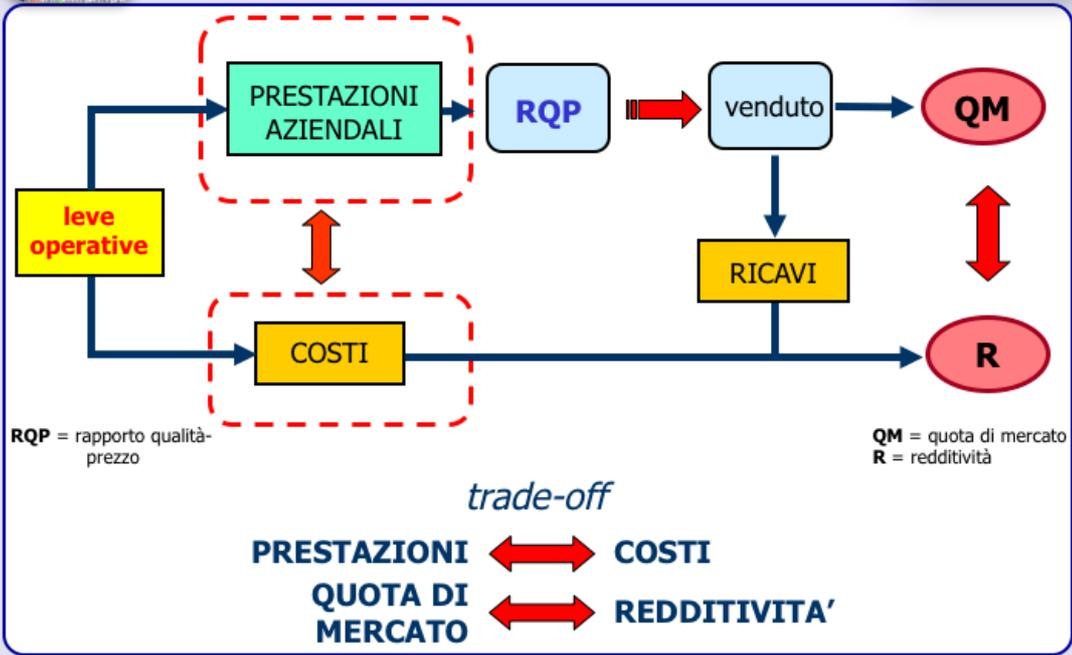 PRESTAZIONI
AZIENDALI
RQP
venduto
QM
leve
operative
RICAVI
COSTI
R
RQP = rapporto qualità-
prezzo
QM = quota di mercato
R = redditività
trade-off
PRESTAZIONI COSTI
QUOTA DI
MERCATO REDDITIVITA’